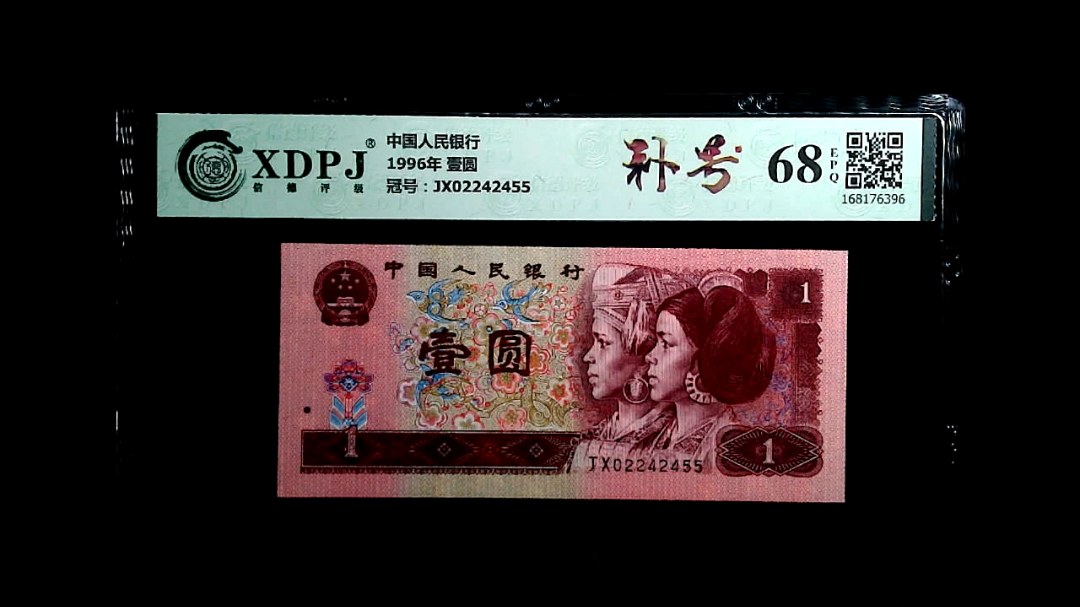 XDPJ®
信德评级
中国人民银行
1996年 壹圆
冠号：JX02242455
补号
68
EPQ
168176396
中国人民银行
1
壹圆
1
JX02242455
1